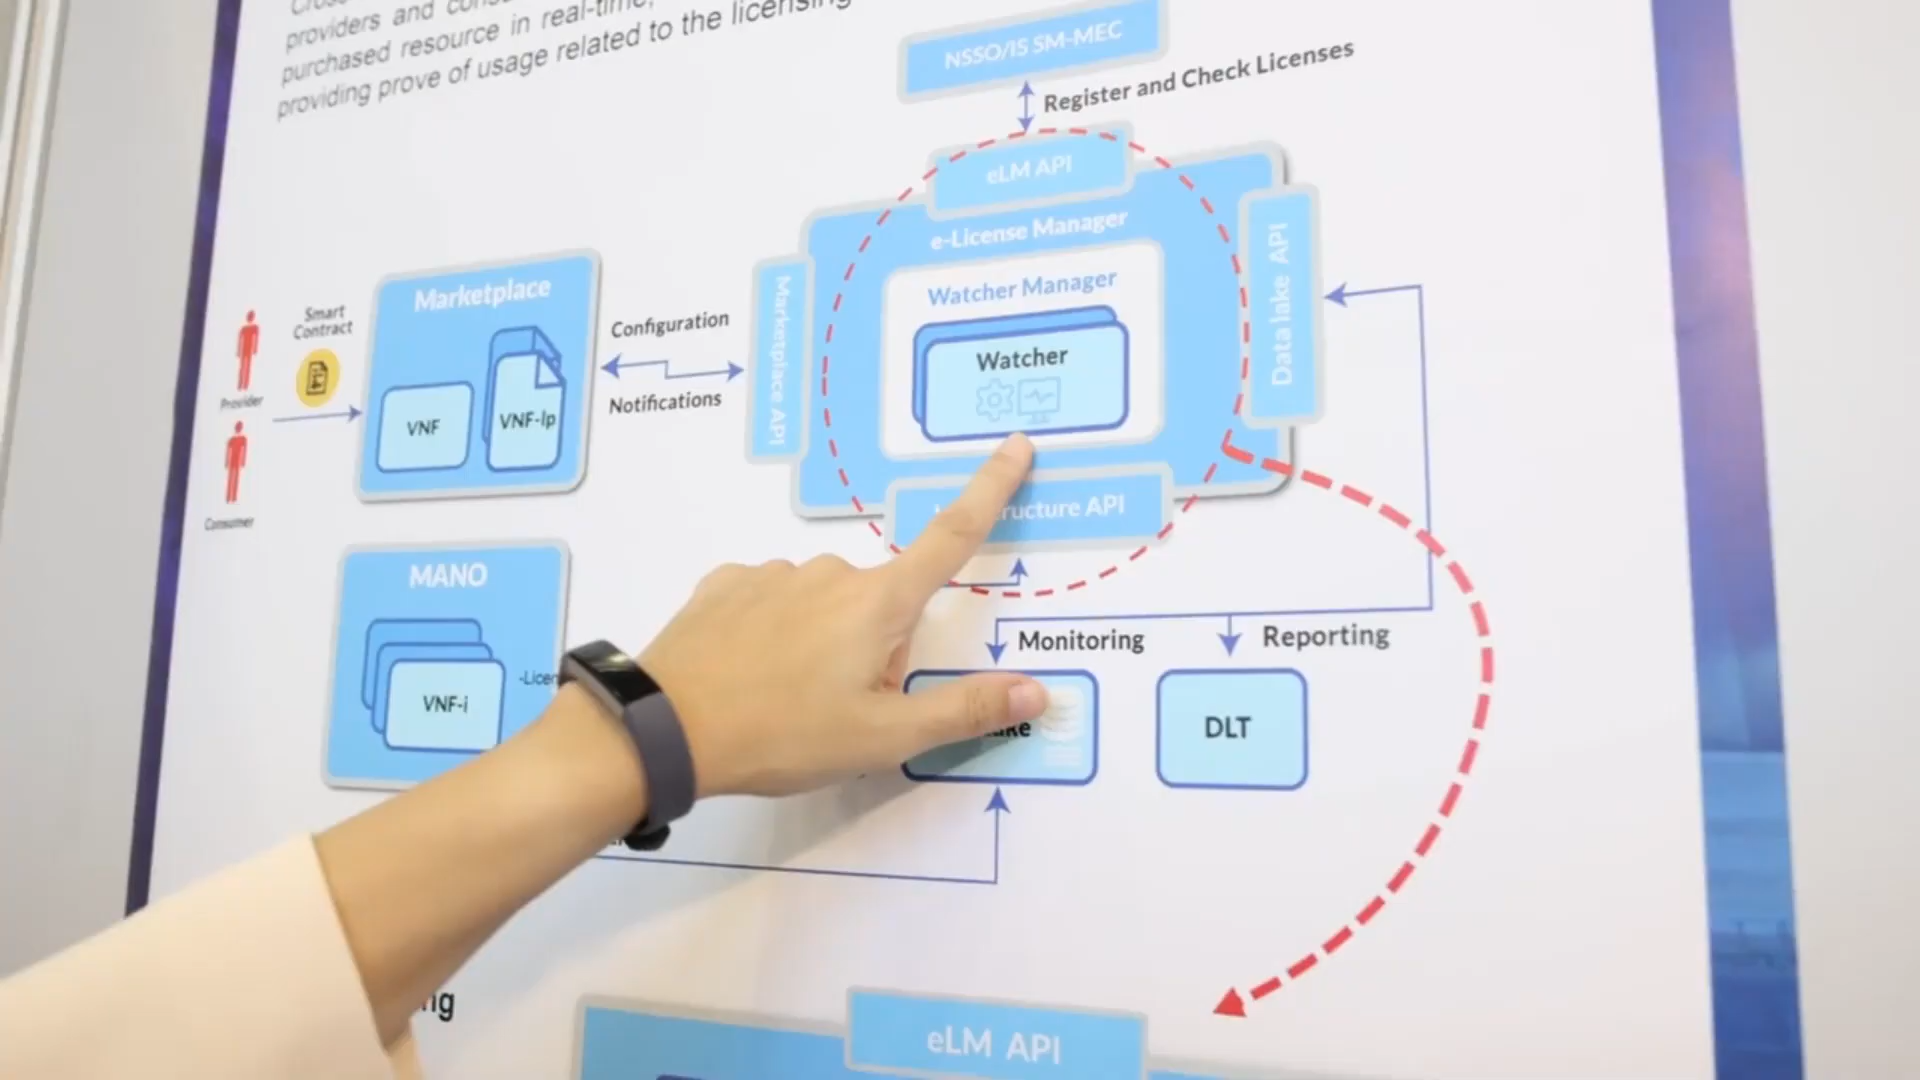 providers and
purchased resource in real-time,
providing prove of usage related to the licensing
NSSO/IS SM-MEC
Register and Check Licenses
eLM API
e-License Manager
Watcher Manager
Watcher
Marketplace API
Data lake API
Marketplace
VNF
VNF-lp
Smart
Contract
Provider
Consumer
Configuration
Notifications
API
MANO
VNF-i
Monitoring
Reporting
DLT
eLM API